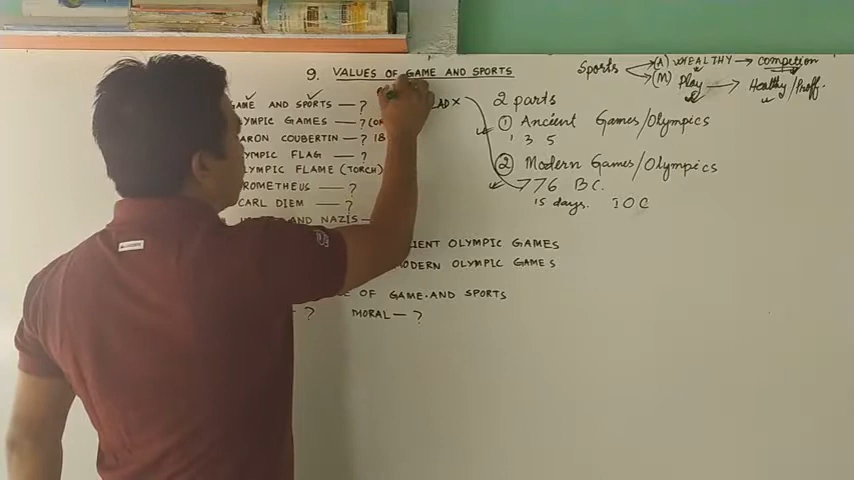 9. VALUES OF GAME AND SPORTS
GAME AND SPORTS — ?
OLYMPIC GAMES — ?
BARON COUBERTIN — ? 18
OLYMPIC FLAG — ?
OLYMPIC FLAME (TORCH)
PROMETHEUS — ?
CARL DIEM — ?
AND NAZIS —
ANCIENT OLYMPIC GAMES
MODERN OLYMPIC GAMES
OF GAME AND SPORTS
— ? MORAL — ?
2 parts
① Ancient Games/Olympics
1 3 5
② Modern Games/Olympics
776 BC.
15 days. IOC
Sports (A) WEALTHY → competion
(M) Play → Healthy/Proff.